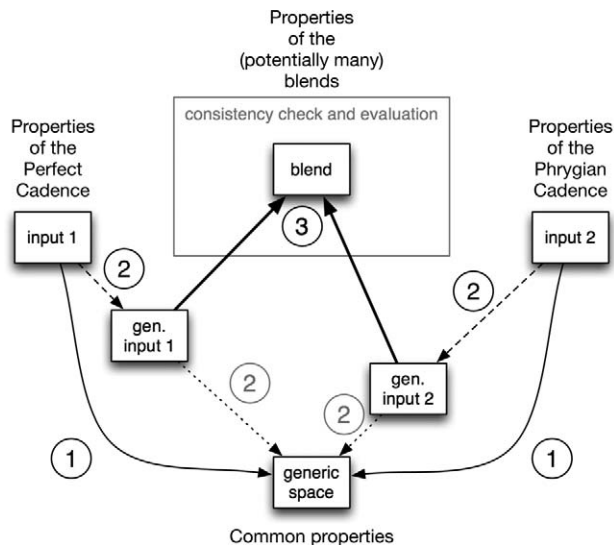 Properties
of the
(potentially many)
blends
consistency check and evaluation
Properties
of the
Perfect
Cadence
Properties
of the
Phrygian
Cadence
blend
3
input 1
input 2
2
2
gen.
input 1
gen.
input 2
2
2
1
1
generic
space
Common properties